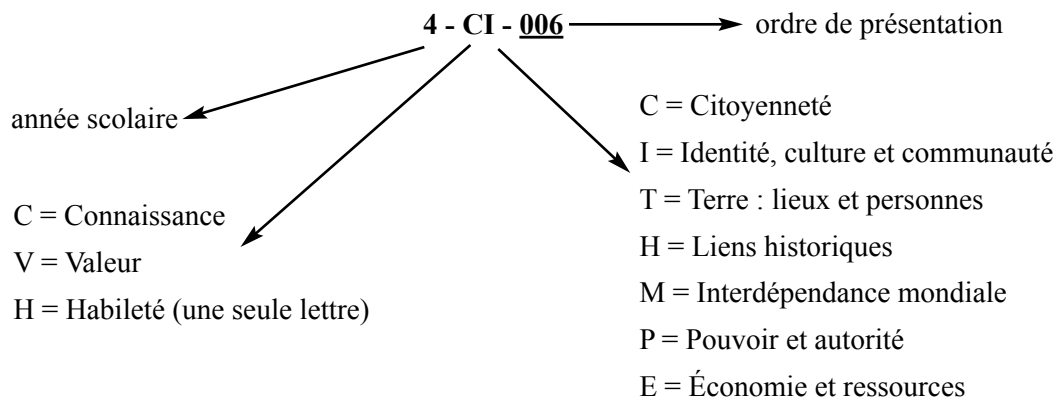 4 - CI - 006
ordre de présentation
année scolaire
C = Connaissance
V = Valeur
H = Habileté (une seule lettre)
C = Citoyenneté
I = Identité, culture et communauté
T = Terre : lieux et personnes
H = Liens historiques
M = Interdépendance mondiale
P = Pouvoir et autorité
E = Économie et ressources